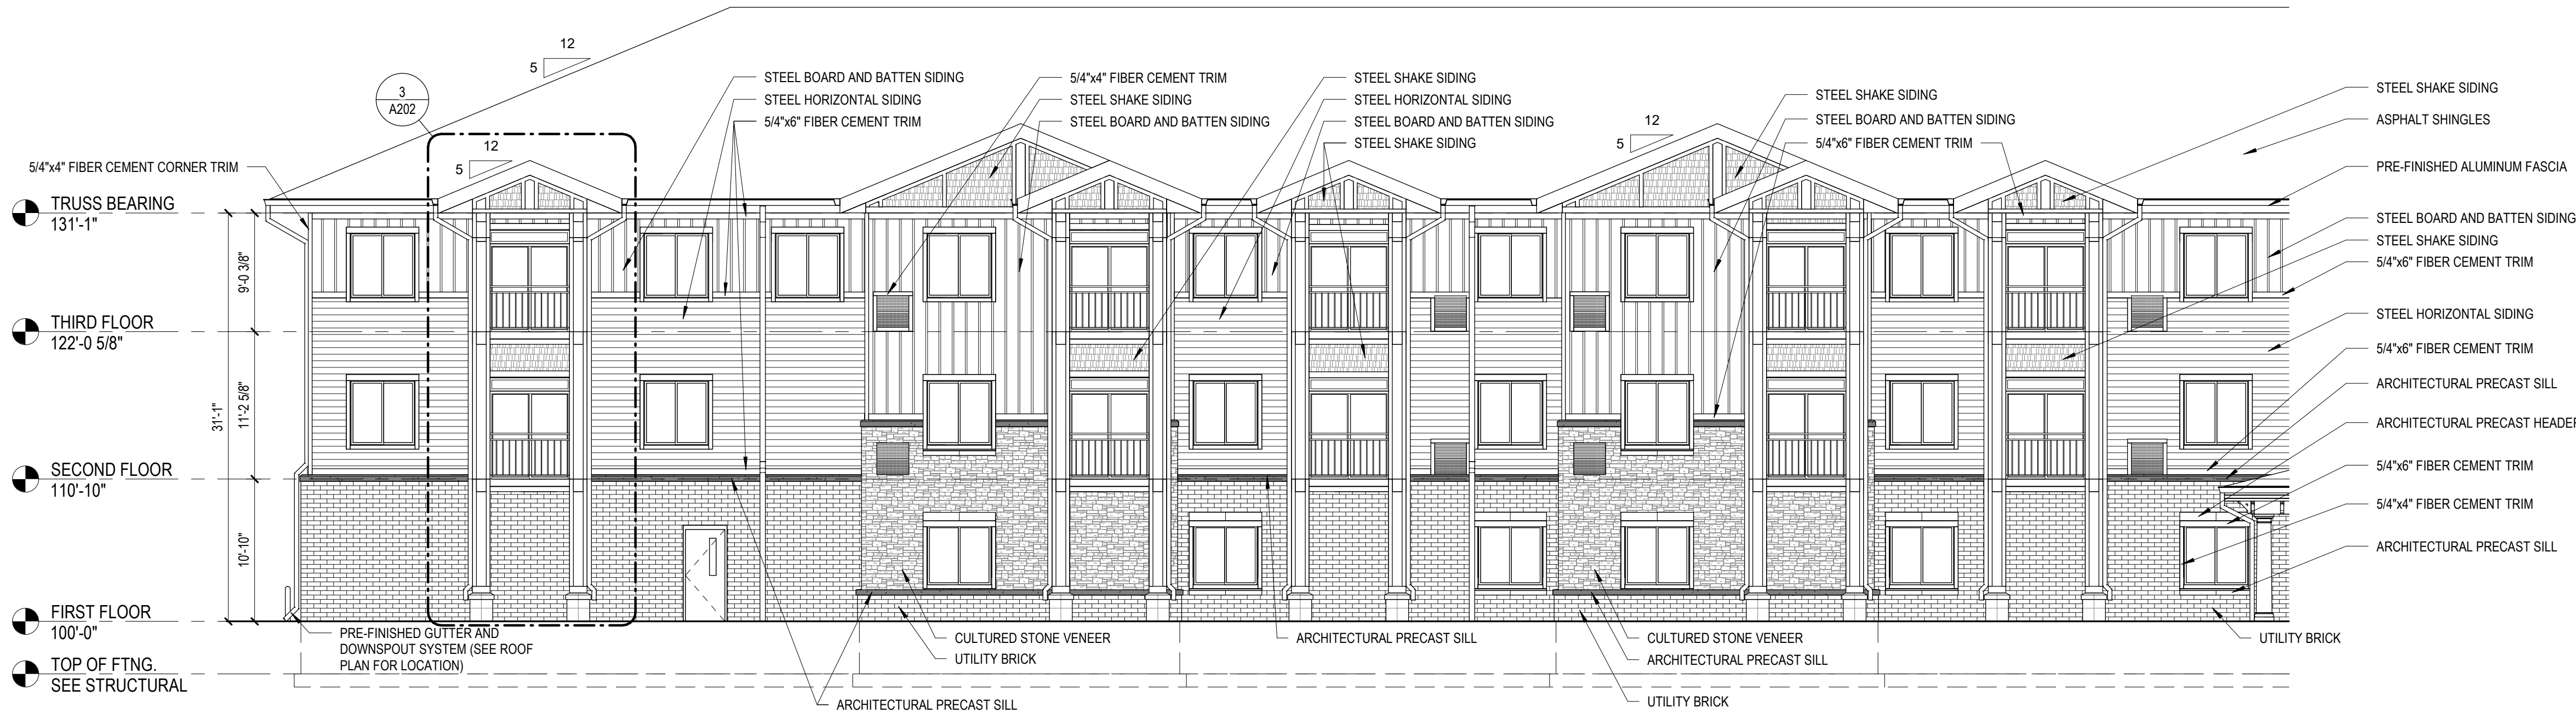 12
5
3
A202
12
5
5/4"x4" FIBER CEMENT CORNER TRIM
STEEL BOARD AND BATTEN SIDING
STEEL HORIZONTAL SIDING
5/4"x6" FIBER CEMENT TRIM
5/4"x4" FIBER CEMENT TRIM
STEEL SHAKE SIDING
STEEL BOARD AND BATTEN SIDING
STEEL SHAKE SIDING
STEEL HORIZONTAL SIDING
STEEL BOARD AND BATTEN SIDING
STEEL SHAKE SIDING
12
5
STEEL SHAKE SIDING
STEEL BOARD AND BATTEN SIDING
5/4"x6" FIBER CEMENT TRIM
STEEL SHAKE SIDING
ASPHALT SHINGLES
PRE-FINISHED ALUMINUM FASCIA
STEEL BOARD AND BATTEN SIDING
STEEL SHAKE SIDING
5/4"x6" FIBER CEMENT TRIM
STEEL HORIZONTAL SIDING
5/4"x6" FIBER CEMENT TRIM
ARCHITECTURAL PRECAST SILL
ARCHITECTURAL PRECAST HEADER
5/4"x6" FIBER CEMENT TRIM
5/4"x4" FIBER CEMENT TRIM
ARCHITECTURAL PRECAST SILL
UTILITY BRICK
TRUSS BEARING
131'-1"
THIRD FLOOR
122'-0 5/8"
SECOND FLOOR
110'-10"
FIRST FLOOR
100'-0"
TOP OF FTNG.
SEE STRUCTURAL
31'-1"
9'-0 3/8"
11'-2 5/8"
10'-10"
PRE-FINISHED GUTTER AND
DOWNSPOUT SYSTEM (SEE ROOF
PLAN FOR LOCATION)
ARCHITECTURAL PRECAST SILL
CULTURED STONE VENEER
UTILITY BRICK
ARCHITECTURAL PRECAST SILL
CULTURED STONE VENEER
ARCHITECTURAL PRECAST SILL
UTILITY BRICK